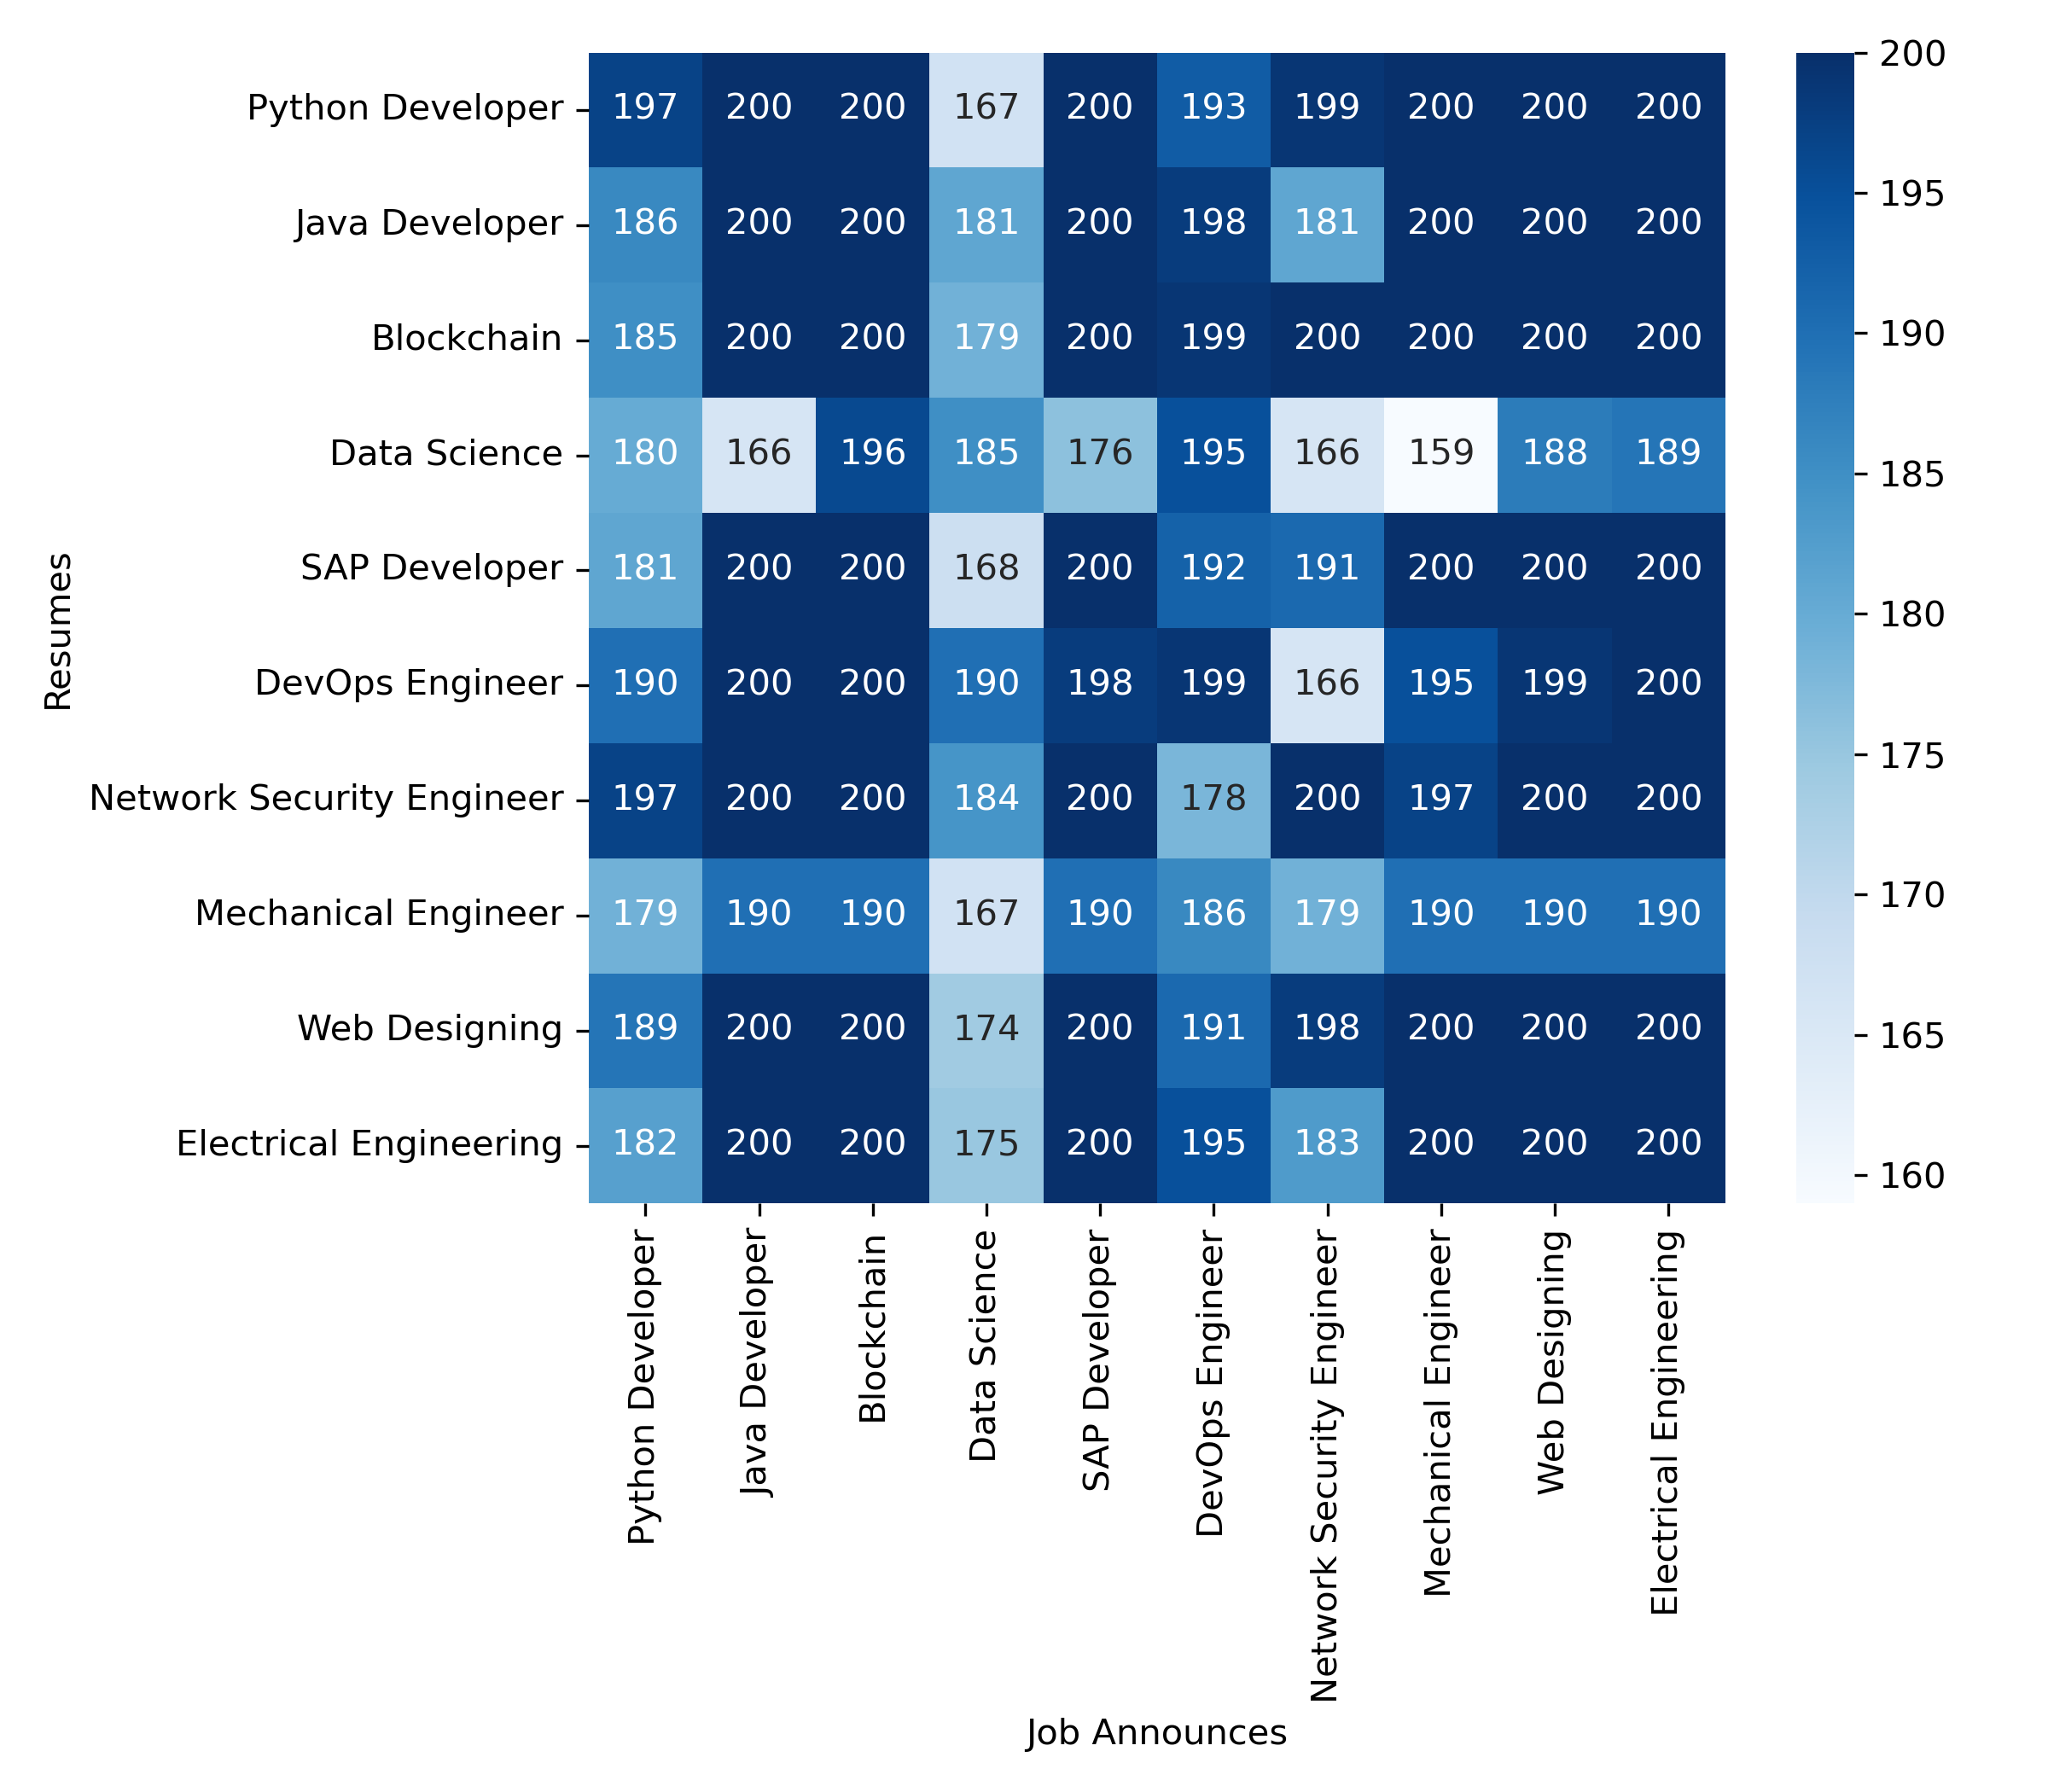 Python Developer 197 200 200 167 200 193 199 200 200 200
Java Developer 186 200 200 181 200 198 181 200 200 200
Blockchain 185 200 200 179 200 199 200 200 200 200
Data Science 180 166 196 185 176 195 166 159 188 189
SAP Developer 181 200 200 168 200 192 191 200 200 200
DevOps Engineer 190 200 200 190 198 199 166 195 199 200
Network Security Engineer 197 200 200 184 200 178 200 197 200 200
Mechanical Engineer 179 190 190 167 190 186 179 190 190 190
Web Designing 189 200 200 174 200 191 198 200 200 200
Electrical Engineering 182 200 200 175 200 195 183 200 200 200
Resumes
Python Developer
Java Developer
Blockchain
Data Science
SAP Developer
DevOps Engineer
Network Security Engineer
Mechanical Engineer
Web Designing
Electrical Engineering
Job Announces
200
195
190
185
180
175
170
165
160